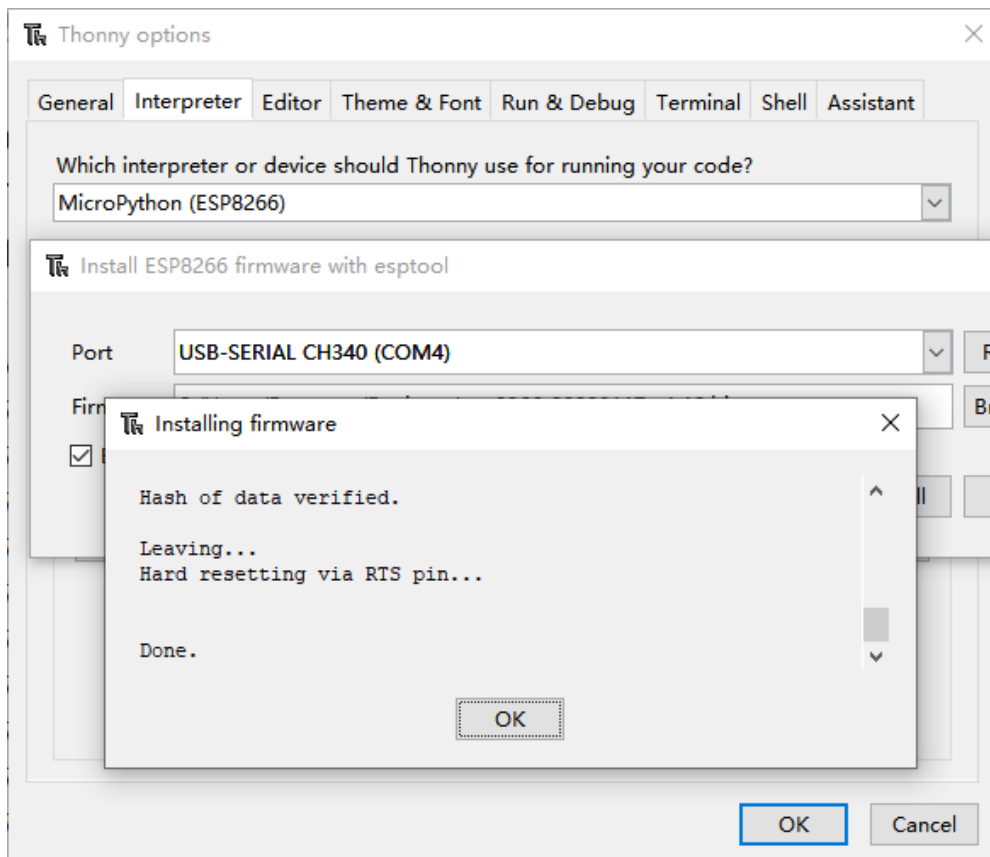 Thonny options
General Interpreter Editor Theme & Font Run & Debug Terminal Shell Assistant
Which interpreter or device should Thonny use for running your code?
MicroPython (ESP8266)
Install ESP8266 firmware with esptool
Port USB-SERIAL CH340 (COM4)
Installing firmware
Hash of data verified.
Leaving...
Hard resetting via RTS pin...
Done.
OK
OK Cancel